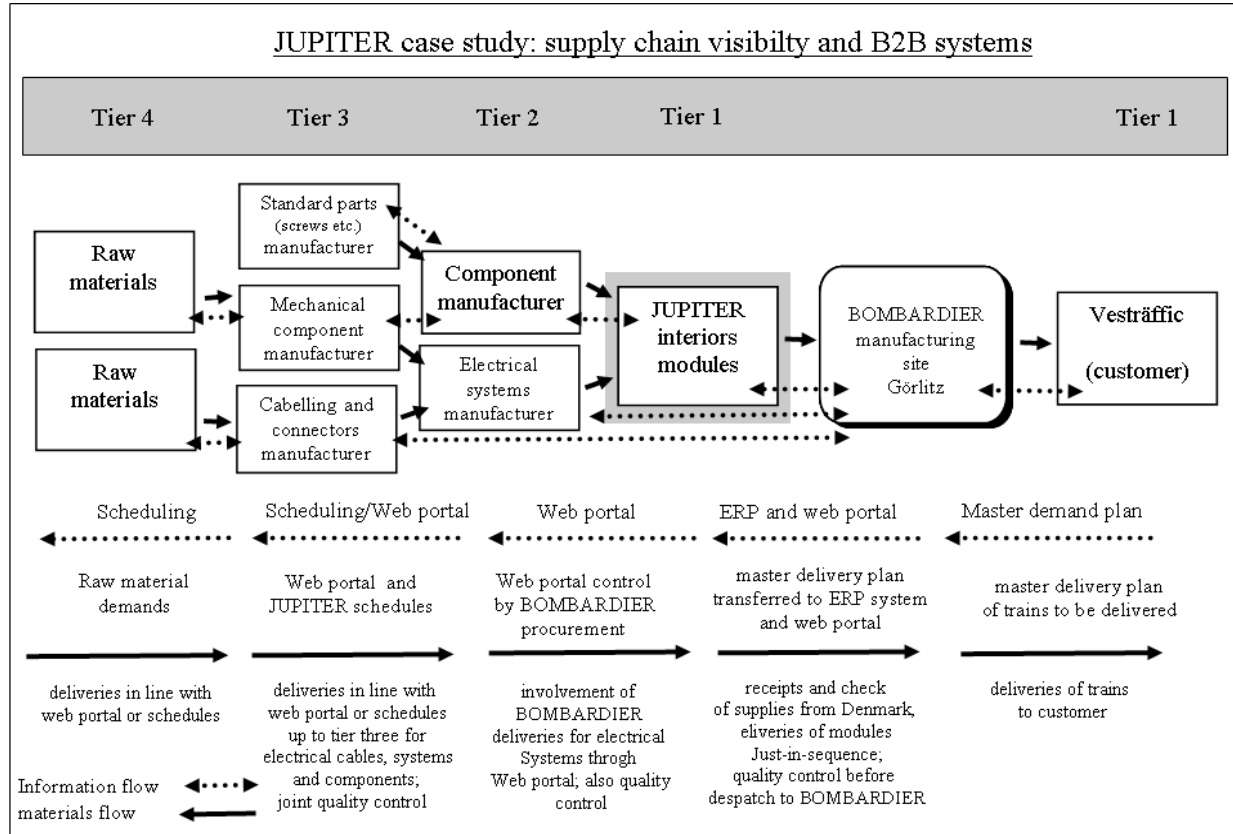 JUPITER case study: supply chain visibilty and B2B systems
Tier 4
Tier 3
Tier 2
Tier 1
Tier 1
Raw
materials
Raw
materials
Standard parts
(screws etc.)
manufacturer
Mechanical
component
manufacturer
Cabelling and
connectors
manufacturer
Component
manufacturer
Electrical
systems
manufacturer
JUPITER
interiors
modules
BOMBARDIER
manufacturing
site
Görlitz
Vesträffic
(customer)
Scheduling
Scheduling/Web portal
Web portal
ERP and web portal
Master demand plan
Raw material
demands
Web portal and
JUPITER schedules
Web portal control
by BOMBARDIER
procurement
master delivery plan
transferred to ERP system
and web portal
master delivery plan
of trains to be delivered
deliveries in line with
web portal or schedules
deliveries in line with
web portal or schedules
up to tier three for
electrical cables, systems
and components;
joint quality control
involvement of
BOMBARDIER
deliveries for electrical
Systems throgh
Web portal; also quality
control
receipts and check
of supplies from Denmark,
eliveries of modules
Just-in-sequence;
quality control before
despatch to BOMBARDIER
deliveries of trains
to customer
Information flow
materials flow